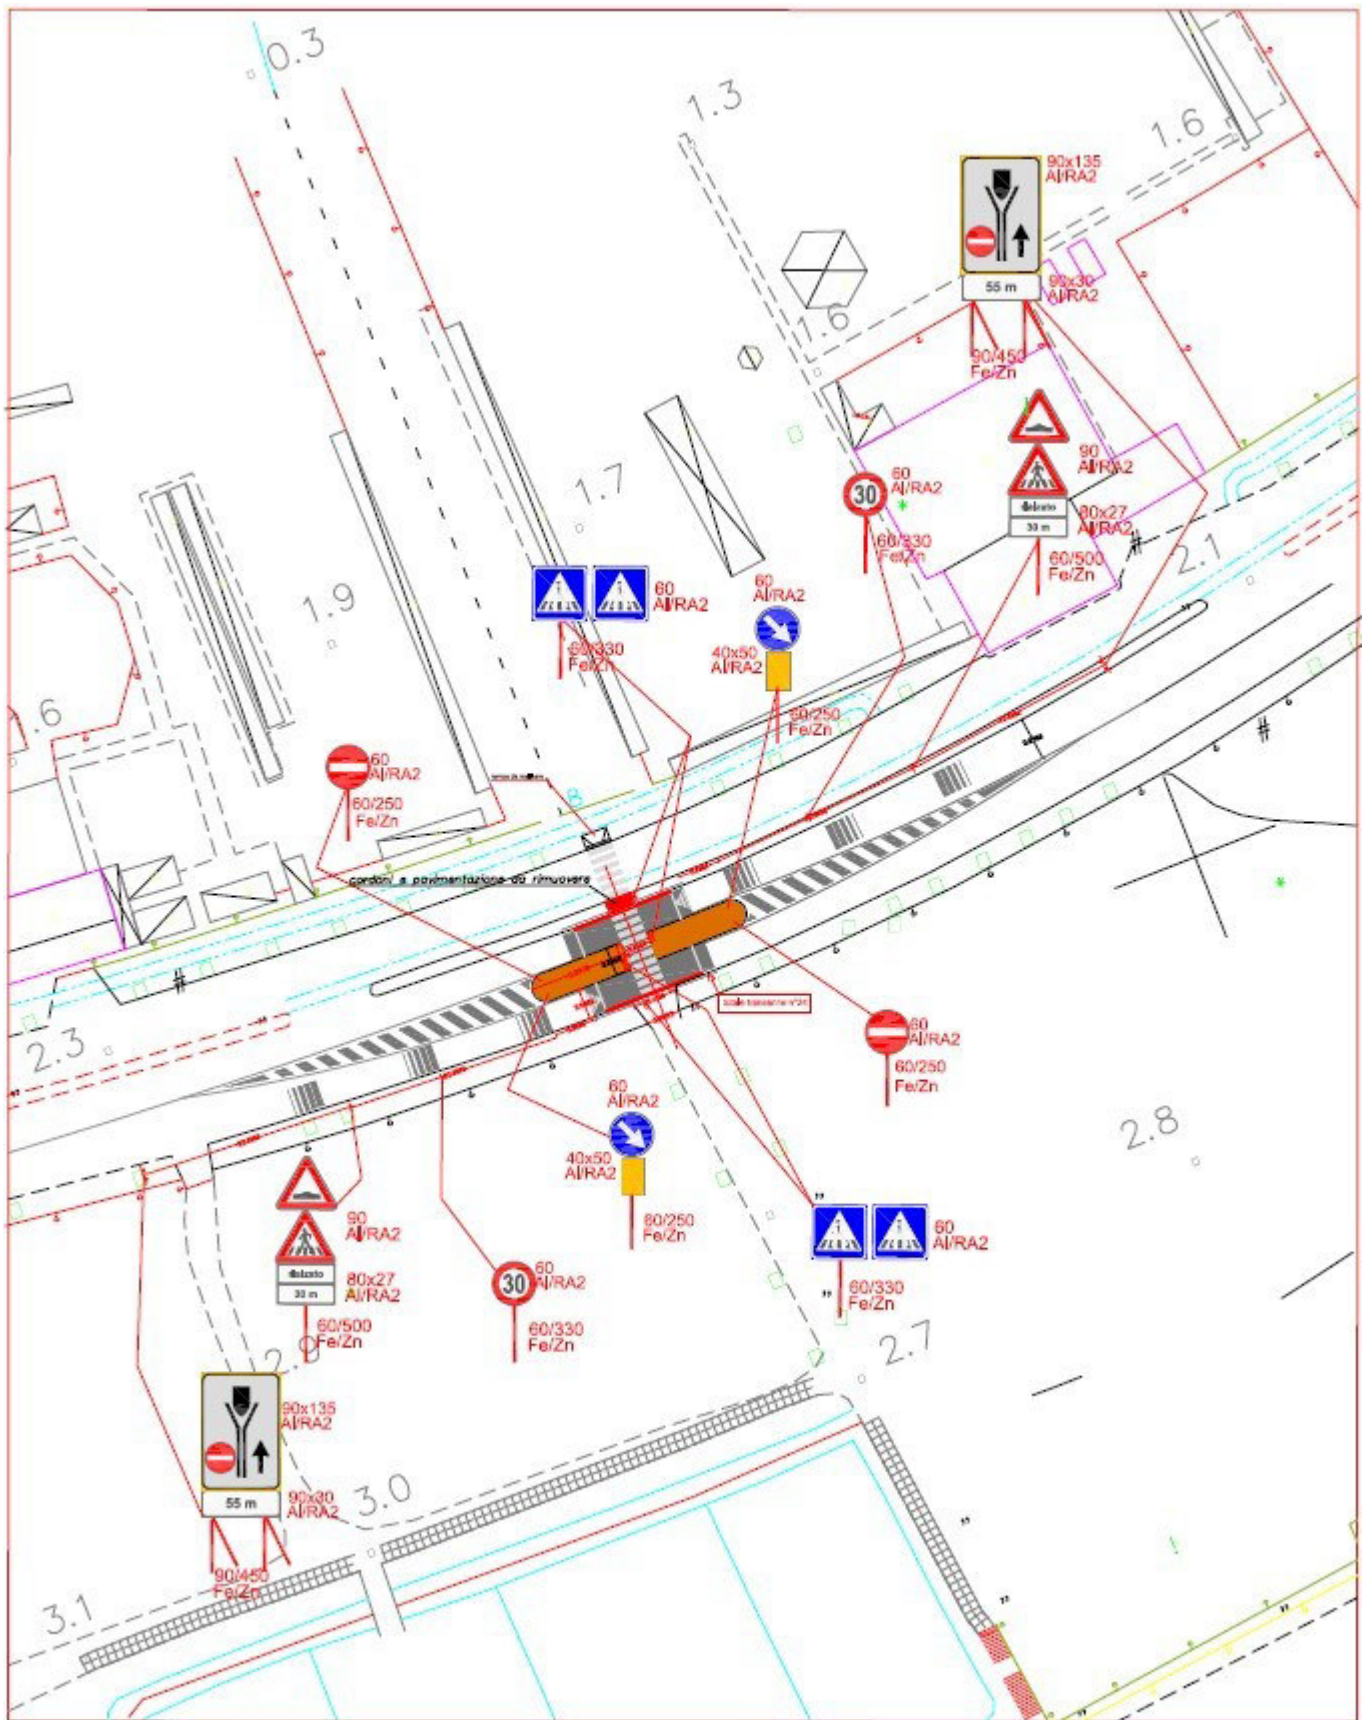 0.3
1.3
1.6
90x135
Al/RA2
55 m
90x30
Al/RA2
90/450
Fe/Zn
1.6
90
Al/RA2
rialzato
30 m
80x27
Al/RA2
60/500
Fe/Zn
30
60
Al/RA2
60/330
Fe/Zn
1.7
2.1
1.9
60
Al/RA2
60/330
Fe/Zn
60
Al/RA2
40x50
Al/RA2
60/250
Fe/Zn
.6
60
Al/RA2
60/250
Fe/Zn
cordoni e pavimentazione da rimuovere
2.3
60
Al/RA2
60/250
Fe/Zn
60
Al/RA2
40x50
Al/RA2
60/250
Fe/Zn
2.8
90
Al/RA2
rialzato
30 m
80x27
Al/RA2
60/500
Fe/Zn
30
60
Al/RA2
60/330
Fe/Zn
60
Al/RA2
60/330
Fe/Zn
2.9
2.7
90x135
Al/RA2
55 m
90x30
Al/RA2
90/450
Fe/Zn
3.0
3.1